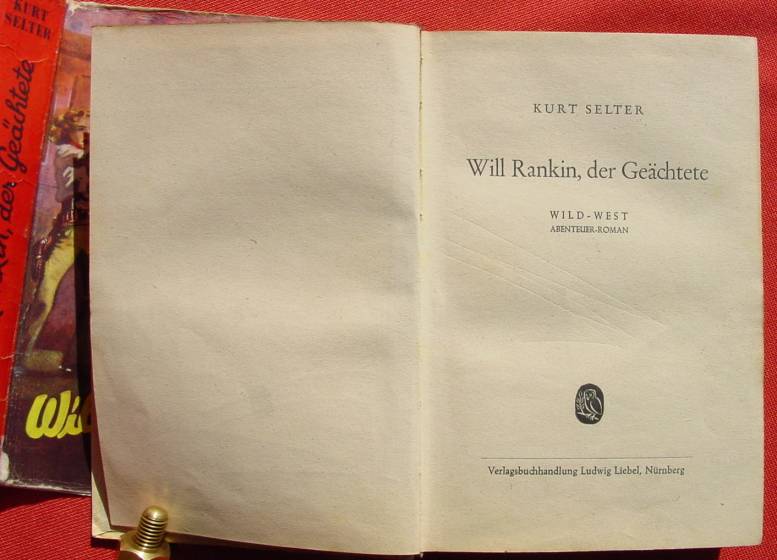 KURT
SELTER
der Geächtete
KURT SELTER
Will Rankin, der Geächtete
WILD-WEST
ABENTEUER-ROMAN
Verlagsbuchhandlung Ludwig Liebel, Nürnberg